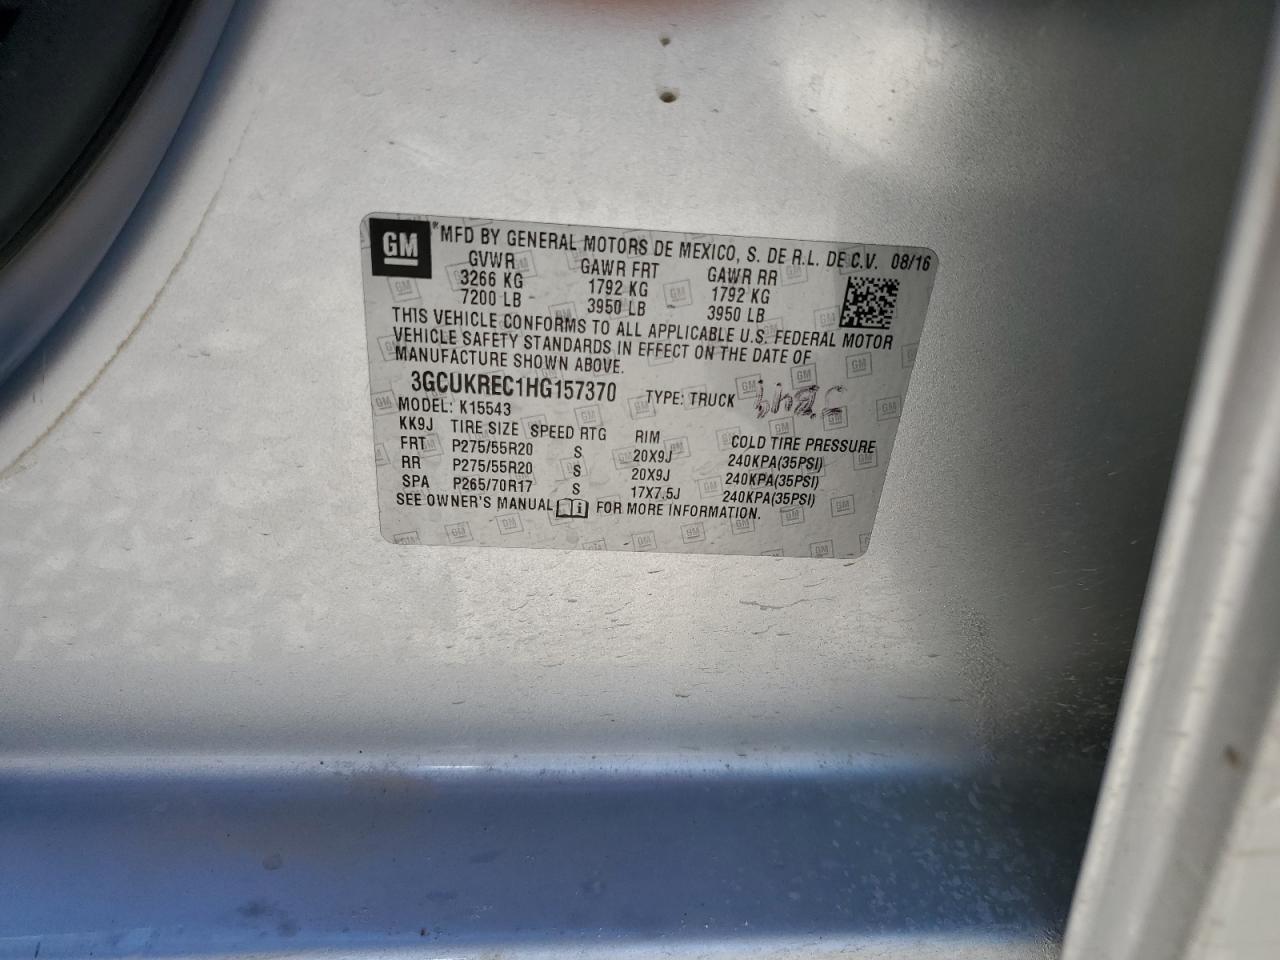 GM *MFD BY GENERAL MOTORS DE MEXICO, S. DE R.L. DE C.V. 08/16
GVWR GAWR FRT GAWR RR
3266 KG 1792 KG 1792 KG
7200 LB 3950 LB 3950 LB
THIS VEHICLE CONFORMS TO ALL APPLICABLE U.S. FEDERAL MOTOR
VEHICLE SAFETY STANDARDS IN EFFECT ON THE DATE OF
MANUFACTURE SHOWN ABOVE.
3GCUKREC1HG157370 TYPE: TRUCK
MODEL: K15543
KK9J TIRE SIZE SPEED RTG RIM COLD TIRE PRESSURE
FRT P275/55R20 S 20X9J 240KPA(35PSI)
RR P275/55R20 S 20X9J 240KPA(35PSI)
SPA P265/70R17 S 17X7.5J 240KPA(35PSI)
SEE OWNER'S MANUAL FOR MORE INFORMATION.